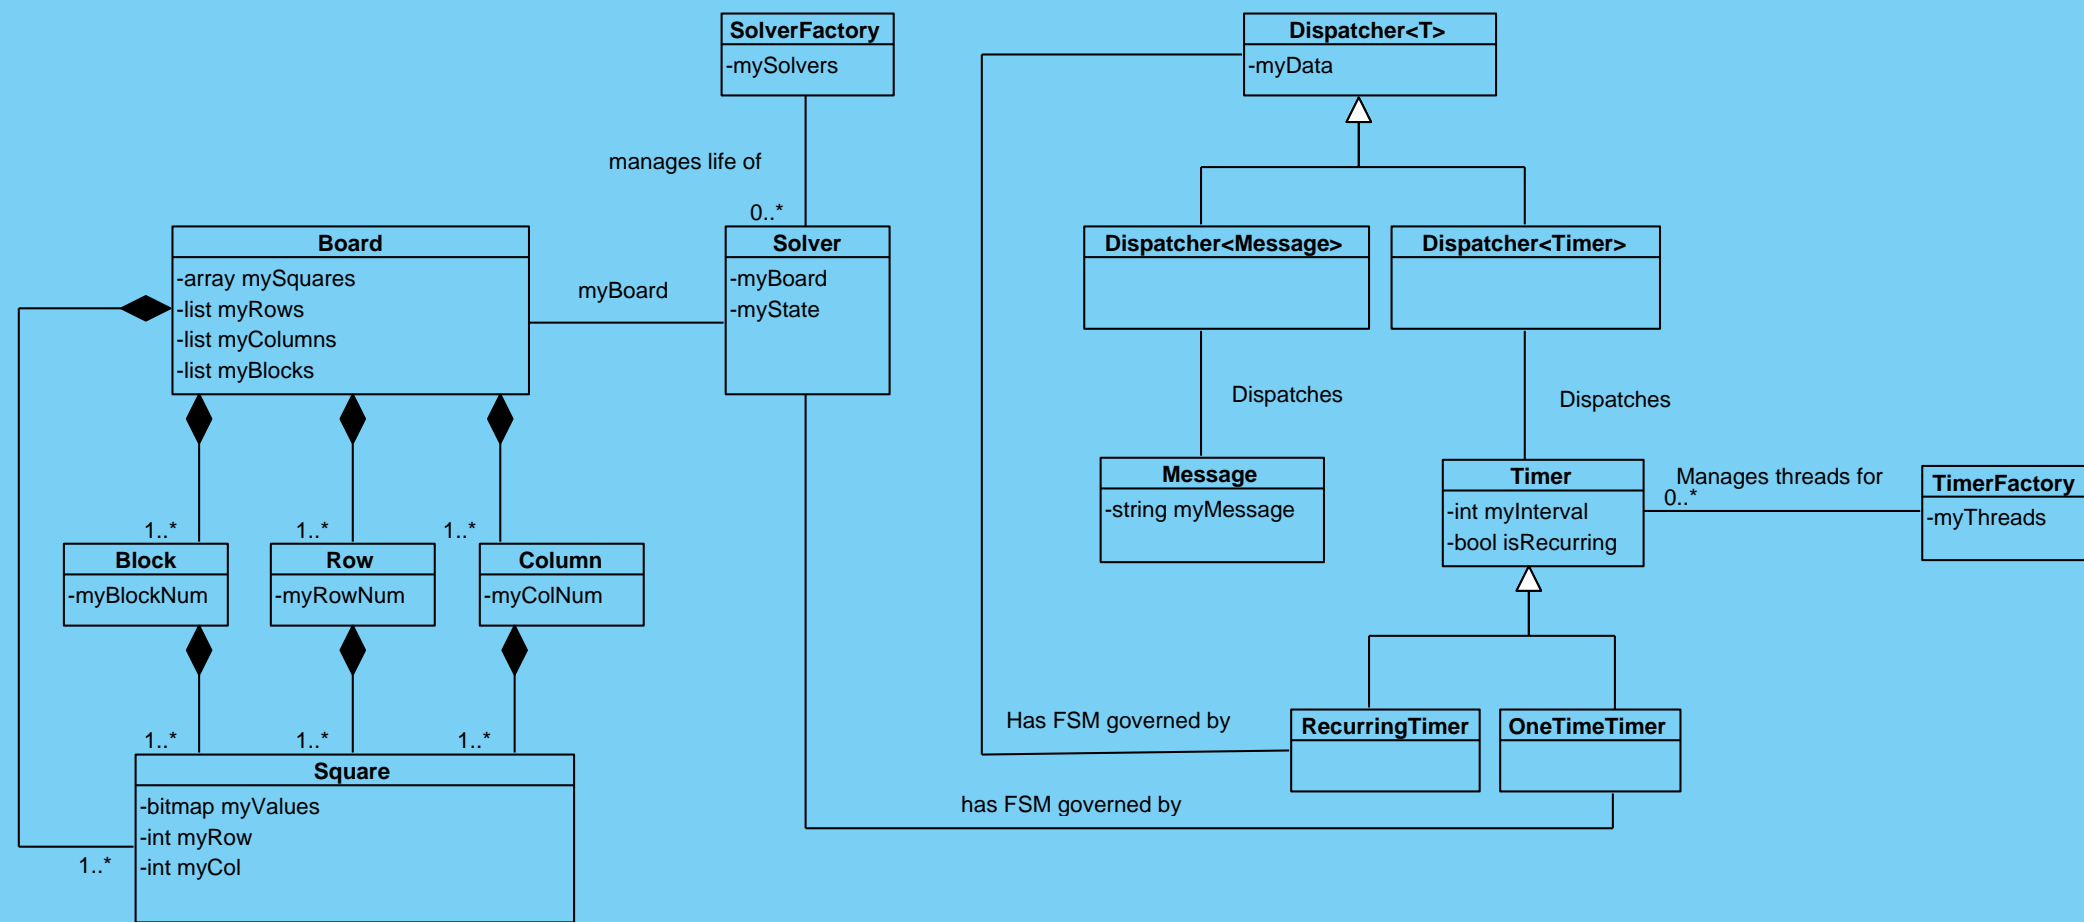 SolverFactory
-mySolvers
Dispatcher<T>
-myData
manages life of
0..*
Board
-array mySquares
-list myRows
-list myColumns
-list myBlocks
myBoard
Solver
-myBoard
-myState
Dispatcher<Message>
Dispatcher<Timer>
Dispatches
Dispatches
Message
-string myMessage
Timer
-int myInterval
-bool isRecurring
Manages threads for
0..*
TimerFactory
-myThreads
1..*
1..*
1..*
Block
-myBlockNum
Row
-myRowNum
Column
-myColNum
Has FSM governed by
RecurringTimer
OneTimeTimer
1..*
1..*
1..*
Square
-bitmap myValues
-int myRow
-int myCol
1..*
has FSM governed by